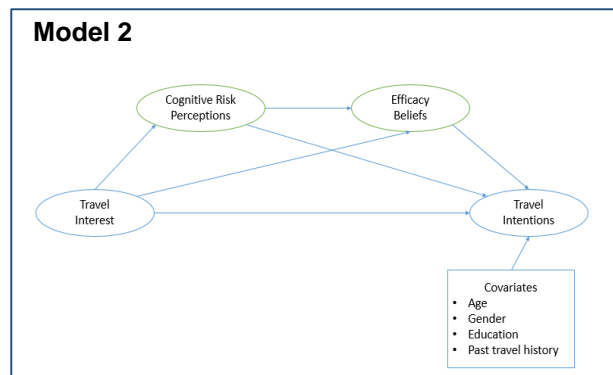 Model 2
Cognitive Risk
Perceptions
Efficacy
Beliefs
Travel
Interest
Travel
Intentions
Covariates
• Age
• Gender
• Education
• Past travel history